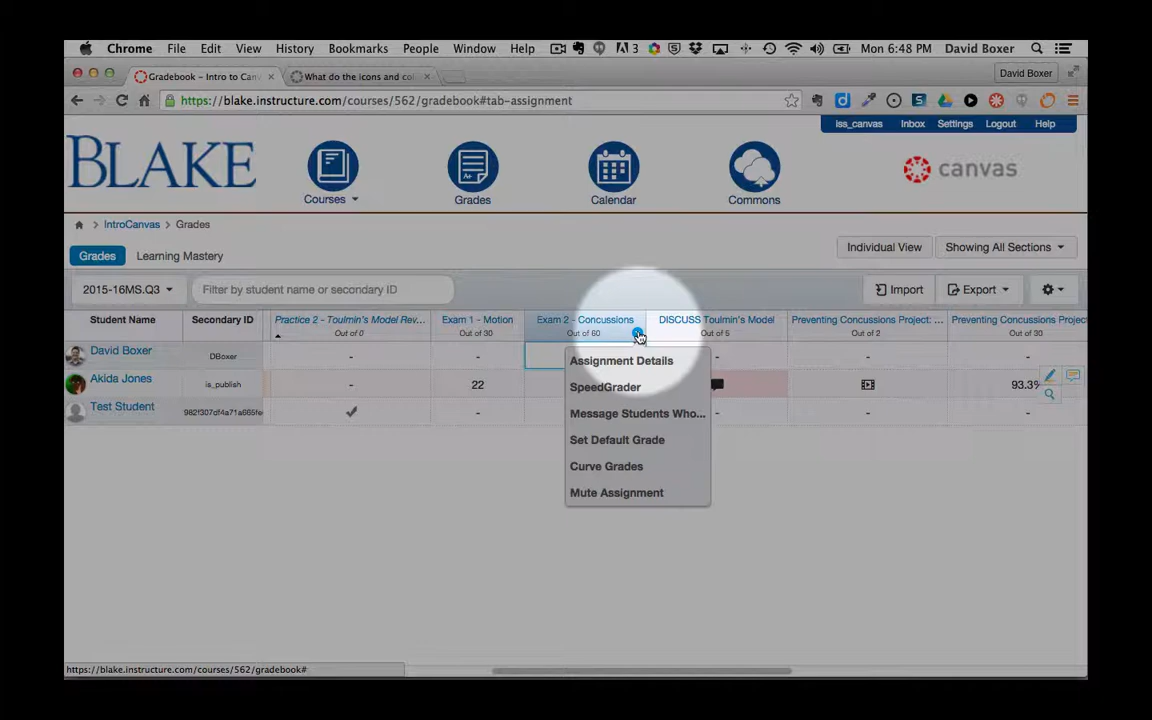 Chrome File Edit View History Bookmarks People Window Help 3 Mon 6:48 PM David Boxer
Gradebook – Intro to Can × What do the icons and col × David Boxer
https://blake.instructure.com/courses/562/gradebook#tab-assignment
iss_canvas Inbox Settings Logout Help
BLAKE
canvas
Courses Grades Calendar Commons
IntroCanvas > Grades
Grades Learning Mastery Individual View Showing All Sections
2015-16MS.Q3 Filter by student name or secondary ID Import Export
Student Name Secondary ID Practice 2 - Toulmin's Model Rev... Exam 1 - Motion Exam 2 - Concussions DISCUSS Toulmin's Model Preventing Concussions Project: ... Preventing Concussions Projec
Out of 0 Out of 30 Out of 60 Out of 5 Out of 2 Out of 30
David Boxer DBoxer - - - - -
Assignment Details
Akida Jones is_publish - 22 93.3%
SpeedGrader
Test Student 982f307df4a71a665fe - - - -
Message Students Who...
Set Default Grade
Curve Grades
Mute Assignment
https://blake.instructure.com/courses/562/gradebook#